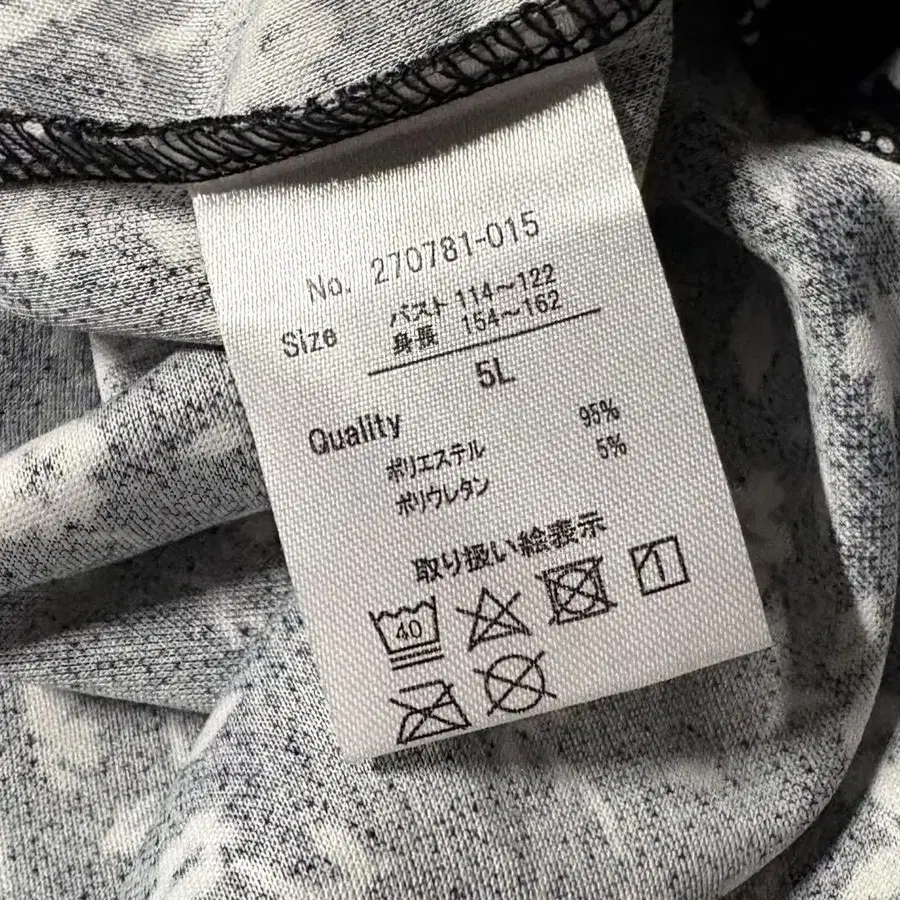 No. 270781-015
Size バスト 114～122
身長 154～162
5L
Quality
ポリエステル 95%
ポリウレタン 5%
取り扱い絵表示
40